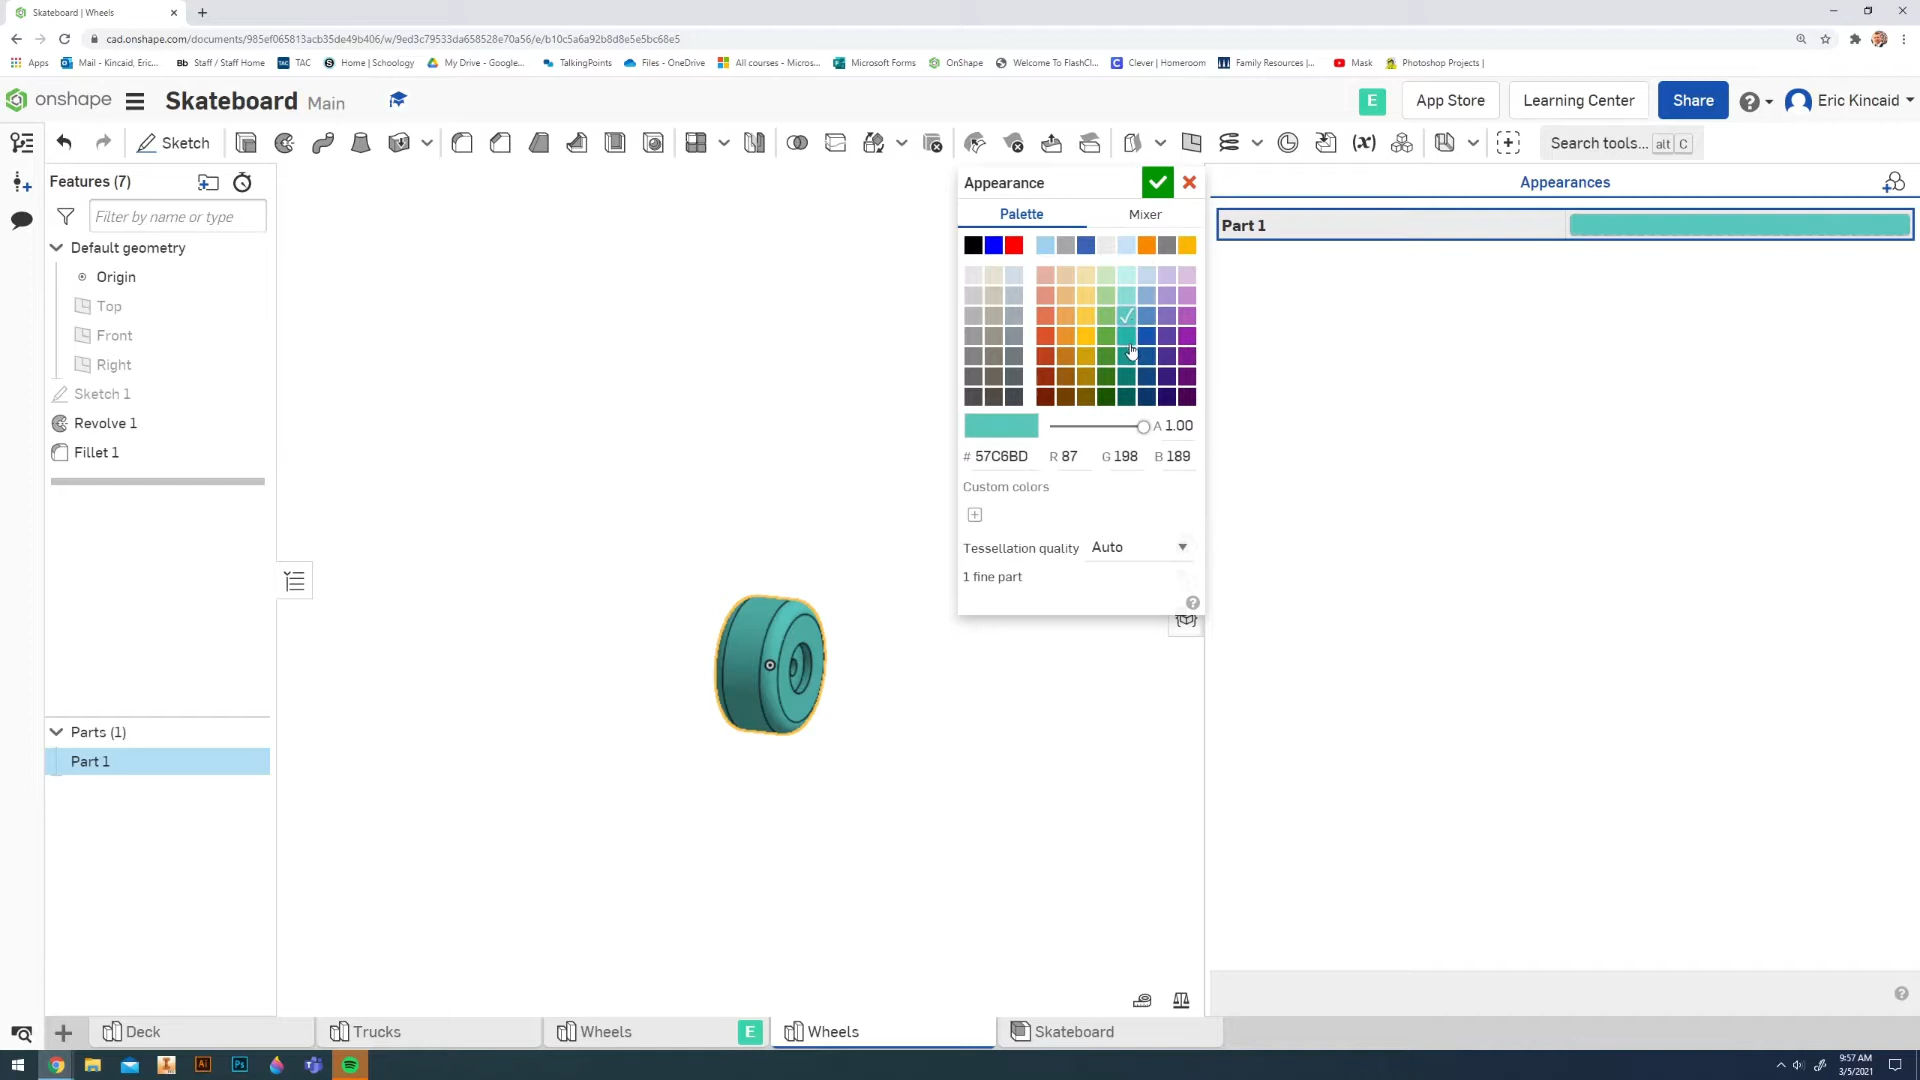 Skateboard | Wheels
cad.onshape.com/documents/985ef065813acb35de49b406/w/9ed3c79533da658528e70a56/e/b10c5a6a92b8d8e5e5bc68e5
Apps Mail - Kincaid, Eric... Bb Staff / Staff Home TAC TAC S Home | Schoology My Drive - Google... TalkingPoints Files - OneDrive All courses - Micros... Microsoft Forms OnShape Welcome To FlashCl... C Clever | Homeroom Family Resources |... Mask Photoshop Projects |
onshape Skateboard Main E App Store Learning Center Share Eric Kincaid
Sketch (x) Search tools... alt C
Features (7)
Filter by name or type
Default geometry
Origin
Top
Front
Right
Sketch 1
Revolve 1
Fillet 1
Parts (1)
Part 1
Appearance
Palette Mixer
A 1.00
# 57C6BD R 87 G 198 B 189
Custom colors
Tessellation quality Auto
1 fine part
Appearances
Part 1
Deck Trucks Wheels E Wheels Skateboard
Ai Ps
9:57 AM
3/5/2021